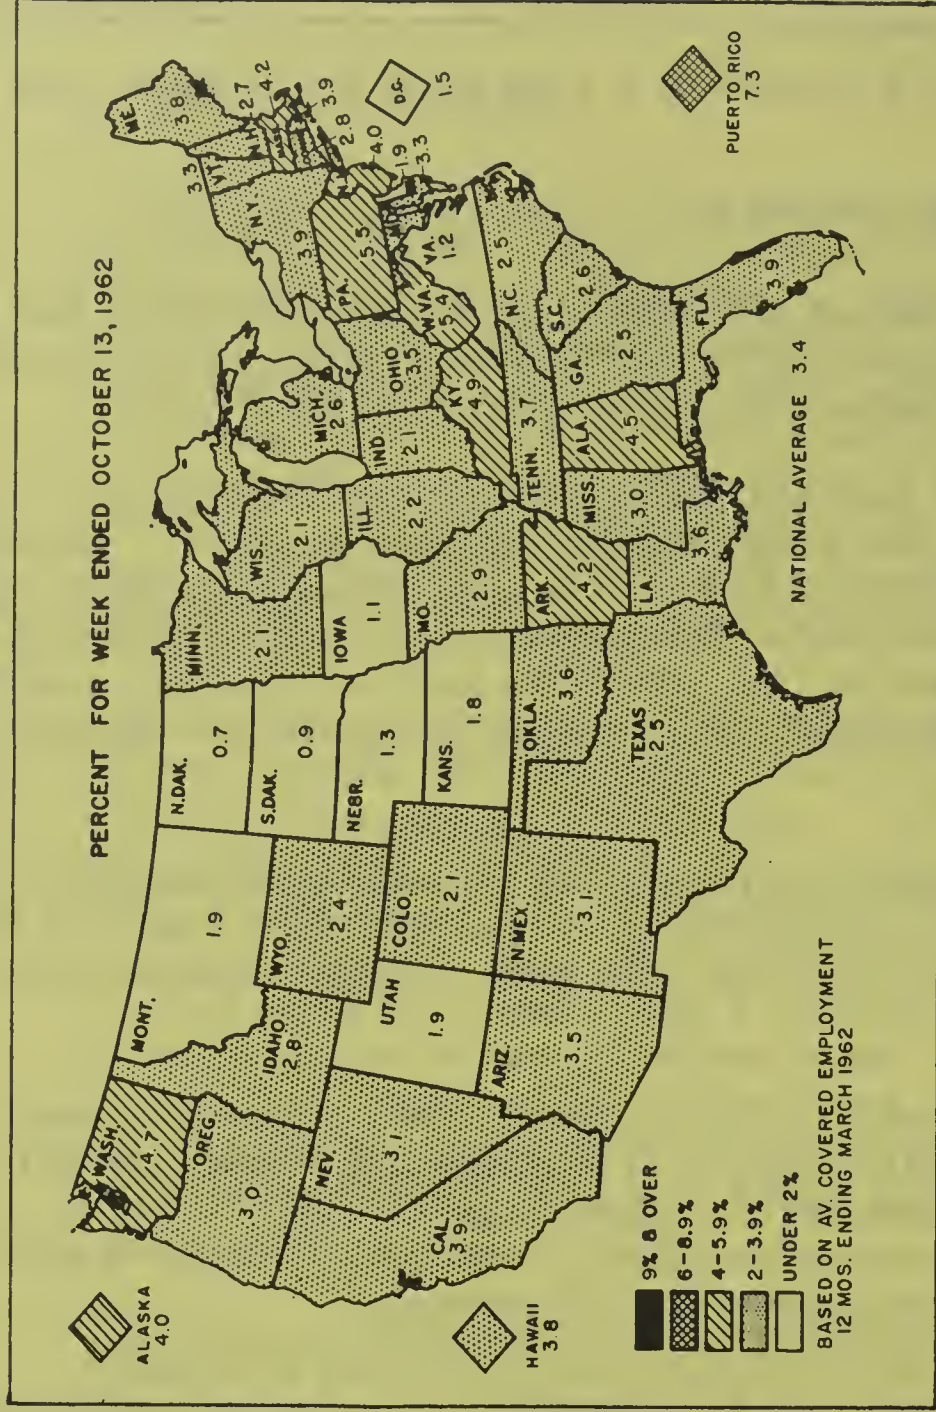 PERCENT FOR WEEK ENDED OCTOBER 13, 1962
ALASKA
4.0
HAWAII
3.8
WASH.
4.7
OREG.
3.0
CAL.
3.9
NEV.
3.1
IDAHO
2.8
MONT.
1.9
WYO.
2.4
UTAH
1.9
COLO.
2.1
ARIZ.
3.5
N.MEX.
3.1
N.DAK.
0.7
S.DAK.
0.9
NEBR.
1.3
KANS.
1.8
OKLA.
3.6
TEXAS
2.5
MINN.
2.1
IOWA
1.1
MO.
2.9
ARK.
4.2
LA.
3.6
WIS.
2.1
ILL.
2.2
MICH.
2.6
IND.
2.1
OHIO
3.5
KY.
4.9
TENN. 3.7
MISS.
3.0
ALA.
4.5
GA.
2.5
FLA.
3.9
S.C.
2.6
N.C. 2.5
VA.
1.2
W.VA.
5.4
PA.
5.5
N.Y.
3.9
VT.
3.3
N.H.
2.7
ME.
3.8
4.2
3.9
2.8
N.J.
4.0
1.9
MD.
3.3
D.C.
1.5
PUERTO RICO
7.3
NATIONAL AVERAGE 3.4
9% & OVER
6-8.9%
4-5.9%
2-3.9%
UNDER 2%
BASED ON AV. COVERED EMPLOYMENT
12 MOS. ENDING MARCH 1962